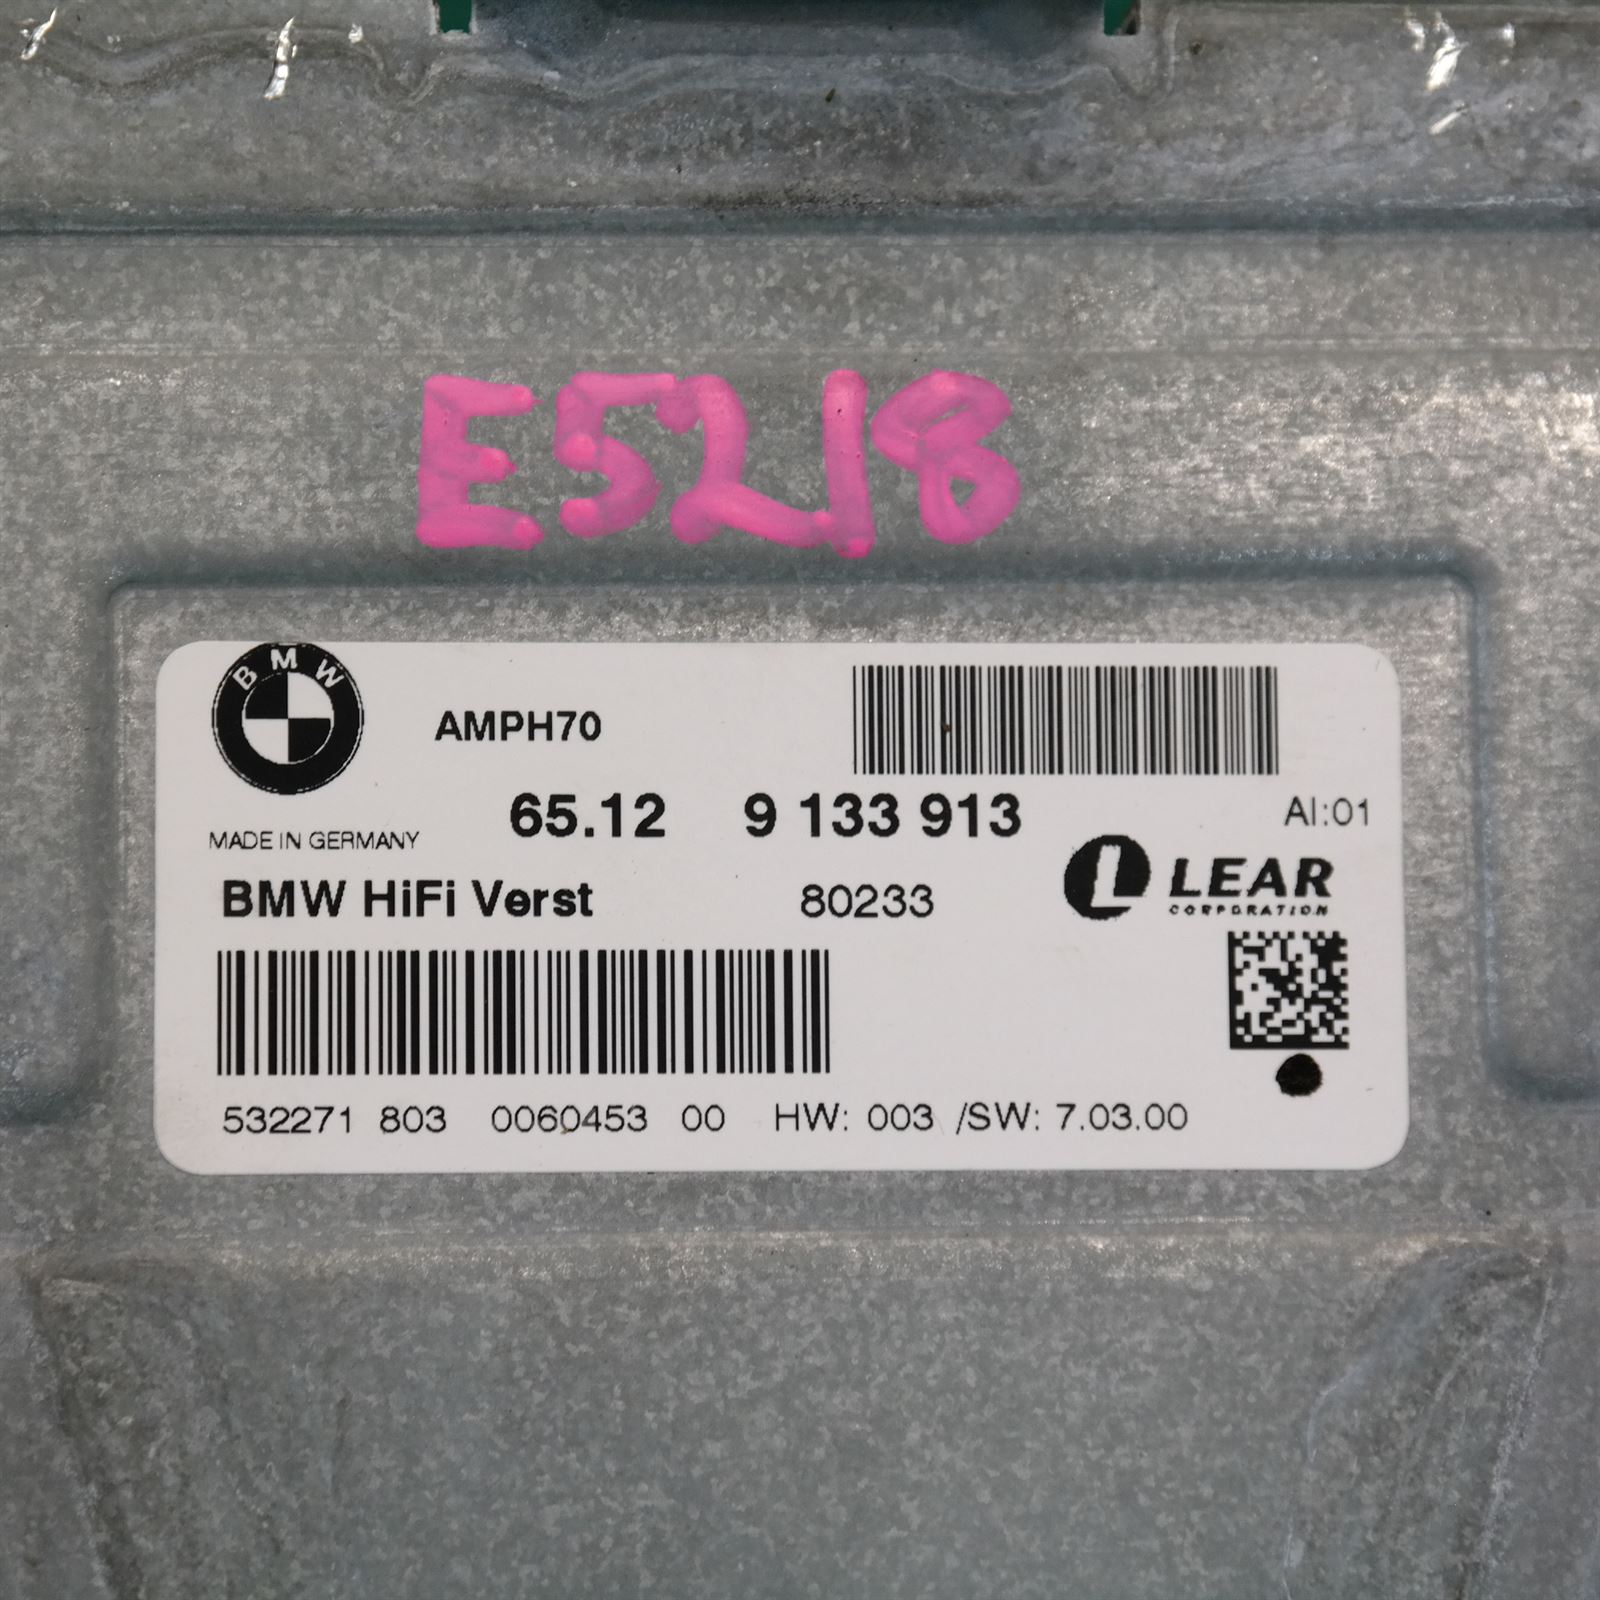 E5218
BMW
AMPH70
65.12 9 133 913 AI:01
MADE IN GERMANY
LEAR
CORPORATION
BMW HiFi Verst 80233
532271 803 0060453 00 HW: 003 /SW: 7.03.00